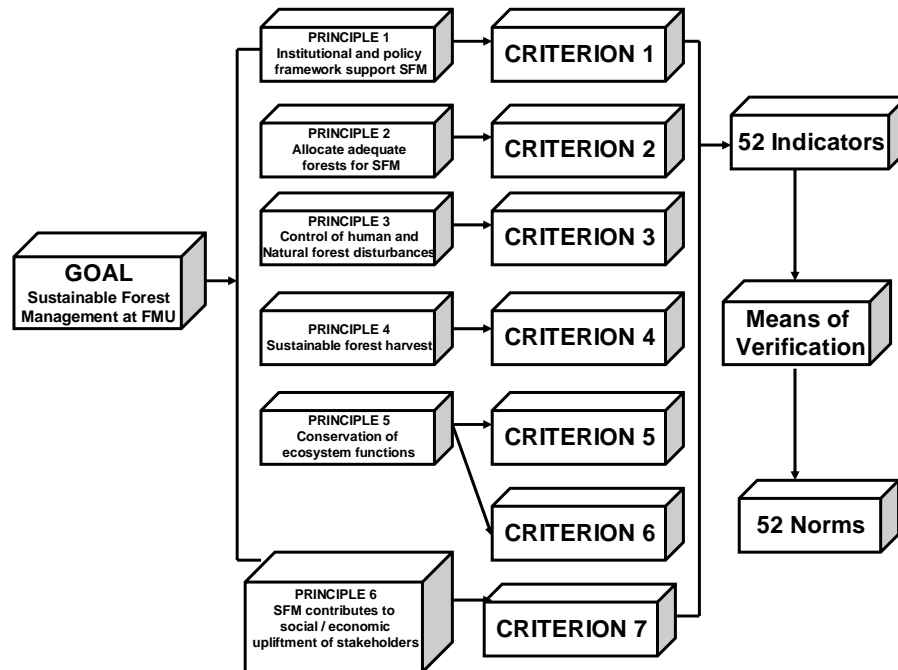 GOAL
Sustainable Forest
Management at FMU
PRINCIPLE 1
Institutional and policy
framework support SFM
PRINCIPLE 2
Allocate adequate
forests for SFM
PRINCIPLE 3
Control of human and
Natural forest disturbances
PRINCIPLE 4
Sustainable forest harvest
PRINCIPLE 5
Conservation of
ecosystem functions
PRINCIPLE 6
SFM contributes to
social / economic
upliftment of stakeholders
CRITERION 1
CRITERION 2
CRITERION 3
CRITERION 4
CRITERION 5
CRITERION 6
CRITERION 7
52 Indicators
Means of
Verification
52 Norms